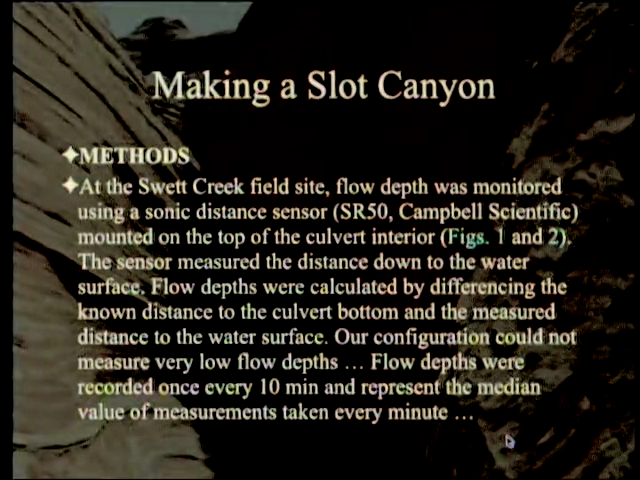 Making a Slot Canyon
✦METHODS
✦At the Swett Creek field site, flow depth was monitored
using a sonic distance sensor (SR50, Campbell Scientific)
mounted on the top of the culvert interior (Figs. 1 and 2).
The sensor measured the distance down to the water
surface. Flow depths were calculated by differencing the
known distance to the culvert bottom and the measured
distance to the water surface. Our configuration could not
measure very low flow depths … Flow depths were
recorded once every 10 min and represent the median
value of measurements taken every minute …